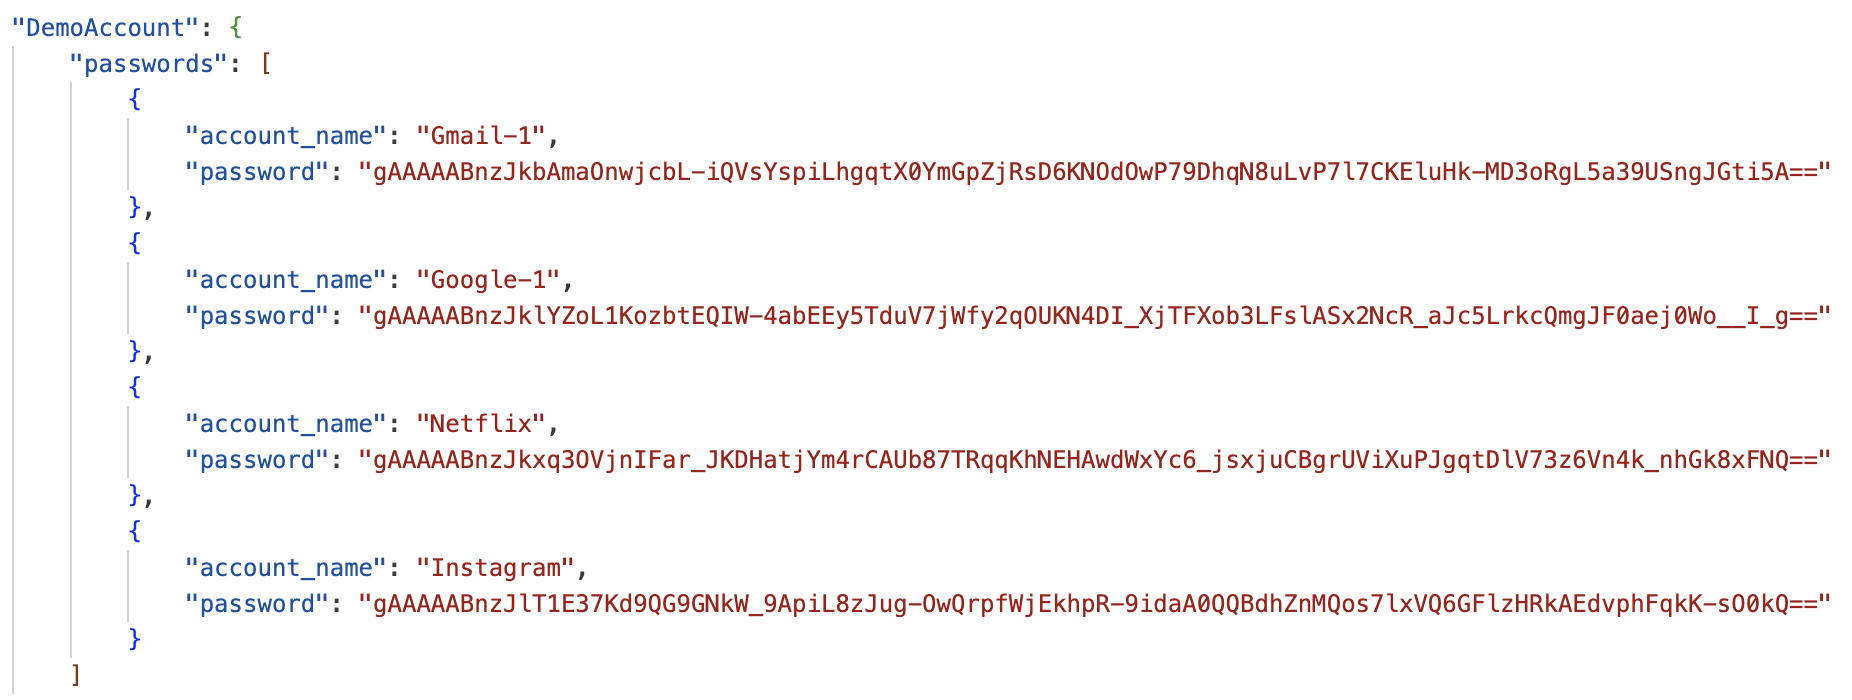 "DemoAccount": {
"passwords": [
{
"account_name": "Gmail-1",
"password": "gAAAAABnzJkbAmaOnwjcbL-iQVsYspiLhgqtX0YmGpZjRsD6KNOdOwP79DhqN8uLvP7l7CKEluHk-MD3oRgL5a39USngJGti5A=="
},
{
"account_name": "Google-1",
"password": "gAAAAABnzJklYZoL1KozbtEQIW-4abEEy5TduV7jWfy2qOUKN4DI_XjTFXob3LFslASx2NcR_aJc5LrkcQmgJF0aej0Wo__I_g=="
},
{
"account_name": "Netflix",
"password": "gAAAAABnzJkxq3OVjnIFar_JKDHatjYm4rCAUb87TRqqKhNEHAwdWxYc6_jsxjuCBgrUViXuPJgqtDlV73z6Vn4k_nhGk8xFNQ=="
},
{
"account_name": "Instagram",
"password": "gAAAAABnzJlT1E37Kd9QG9GNkW_9ApiL8zJug-OwQrpfWjEkhpR-9idaA0QQBdhZnMQos7lxVQ6GFlzHRkAEdvphFqkK-sO0kQ=="
}
]